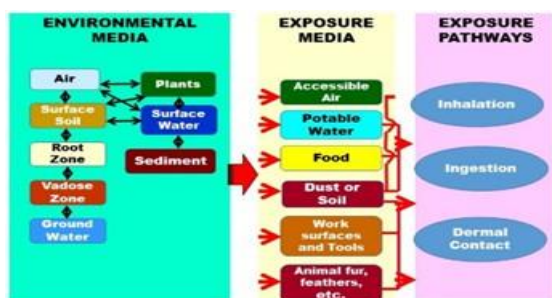 ENVIRONMENTAL
MEDIA
Air
Plants
Surface
Soil
Surface
Water
Root
Zone
Sediment
Vadose
Zone
Ground
Water
EXPOSURE
MEDIA
Accessible
Air
Potable
Water
Food
Dust or
Soil
Work
surfaces
and Tools
Animal fur,
feathers,
etc.
EXPOSURE
PATHWAYS
Inhalation
Ingestion
Dermal
Contact